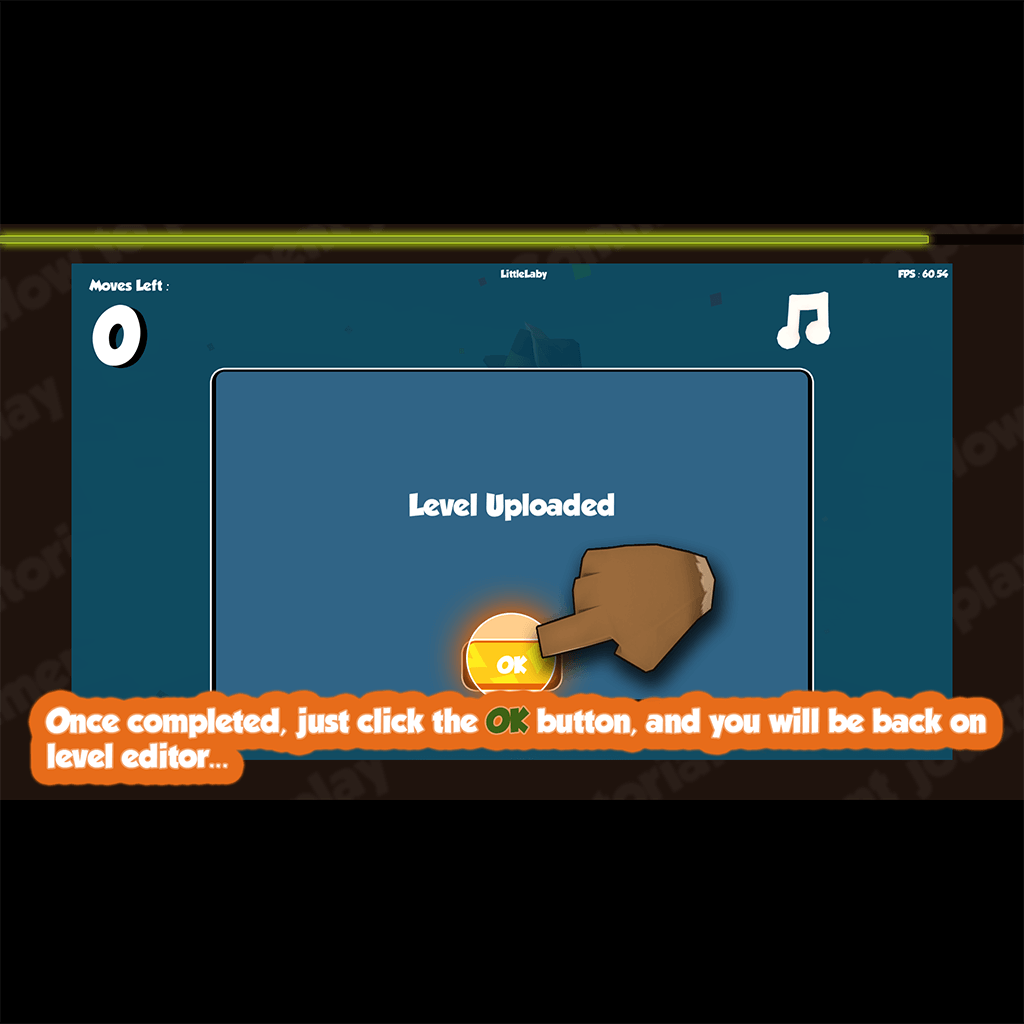 LittleLaby
Moves Left :
FPS : 60 54
0
Level Uploaded
OK
Once completed, just click the OK button, and you will be back on
level editor...